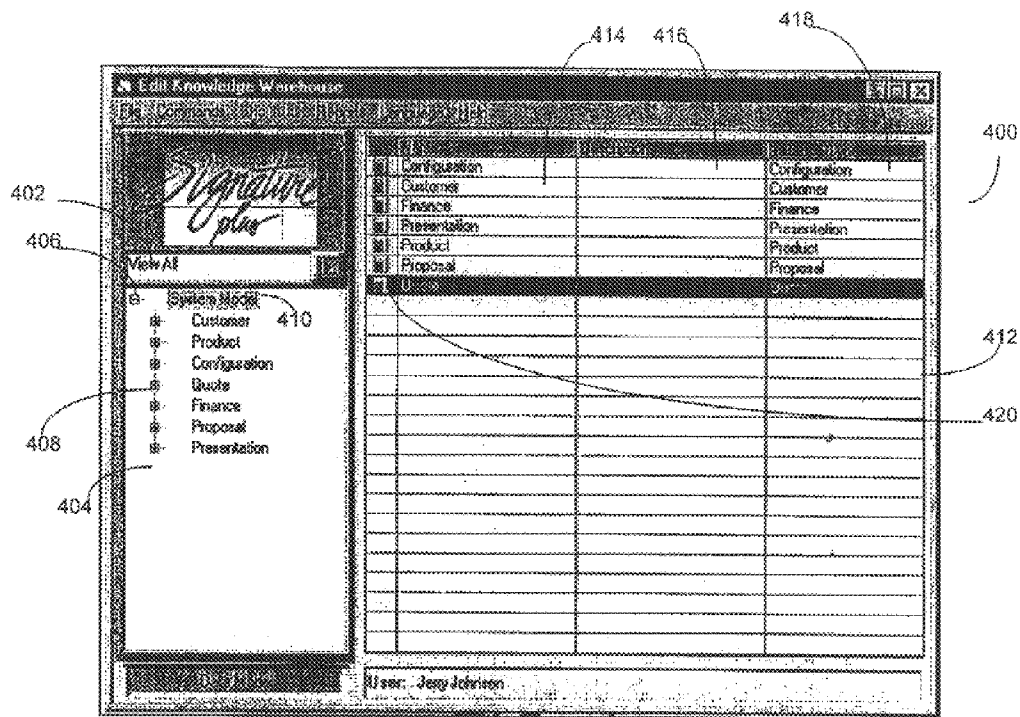 414 416 418
Edit Knowledge Warehouse
400
402
406
Signature
plus
View All
System Model
410
Customer
Product
Configuration
Quote
Finance
Proposal
Presentation
408
404
Configuration Configuration
Customer Customer
Finance Finance
Presentation Presentation
Product Product
Proposal Proposal
412
420
User: Jerry Johnson